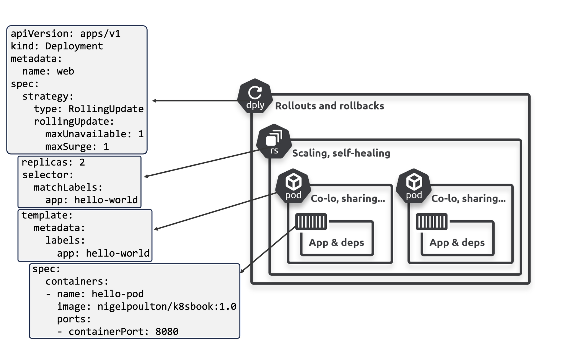 apiVersion: apps/v1
kind: Deployment
metadata:
  name: web
spec:
  strategy:
    type: RollingUpdate
    rollingUpdate:
      maxUnavailable: 1
      maxSurge: 1
  replicas: 2
  selector:
    matchLabels:
      app: hello-world
template:
  metadata:
    labels:
      app: hello-world
spec:
  containers:
  - name: hello-pod
    image: nigelpoulton/k8sbook:1.0
    ports:
    - containerPort: 8080
dply
Rollouts and rollbacks
rs
Scaling, self-healing
pod
Co-lo, sharing...
App & deps
pod
Co-lo, sharing...
App & deps